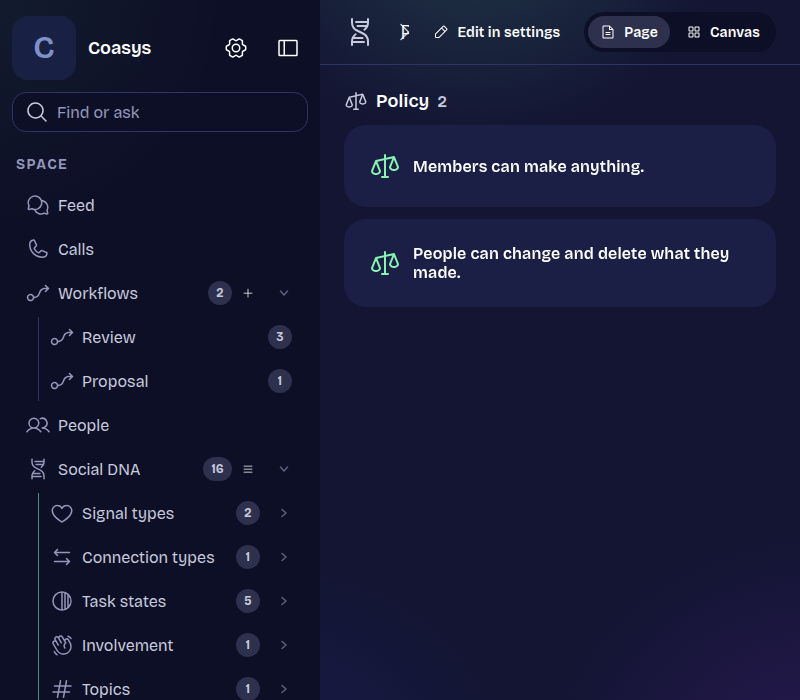 C
Coasys
Find or ask
SPACE
Feed
Calls
Workflows 2
Review 3
Proposal 1
People
Social DNA 16
Signal types 2
Connection types 1
Task states 5
Involvement 1
Topics 1
Edit in settings
Page
Canvas
Policy 2
Members can make anything.
People can change and delete what they
made.